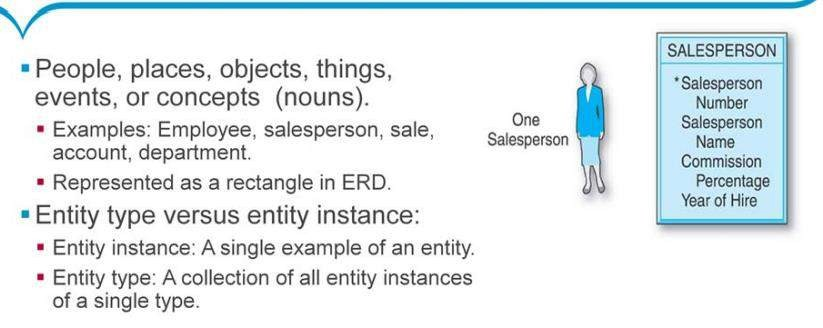 People, places, objects, things,
events, or concepts (nouns).
Examples: Employee, salesperson, sale,
account, department.
Represented as a rectangle in ERD.
Entity type versus entity instance:
Entity instance: A single example of an entity.
Entity type: A collection of all entity instances
of a single type.
One
Salesperson
SALESPERSON
*Salesperson
Number
Salesperson
Name
Commission
Percentage
Year of Hire